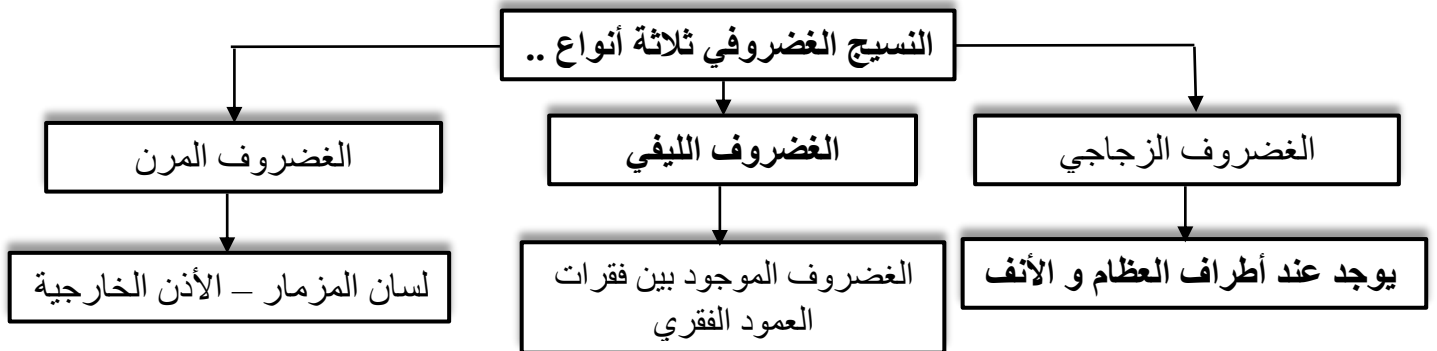 النسيج الغضروفي ثلاثة أنواع ..
الغضروف الزجاجي
الغضروف الليفي
الغضروف المرن
يوجد عند أطراف العظام و الأنف
الغضروف الموجود بين فقرات
العمود الفقري
لسان المزمار – الأذن الخارجية